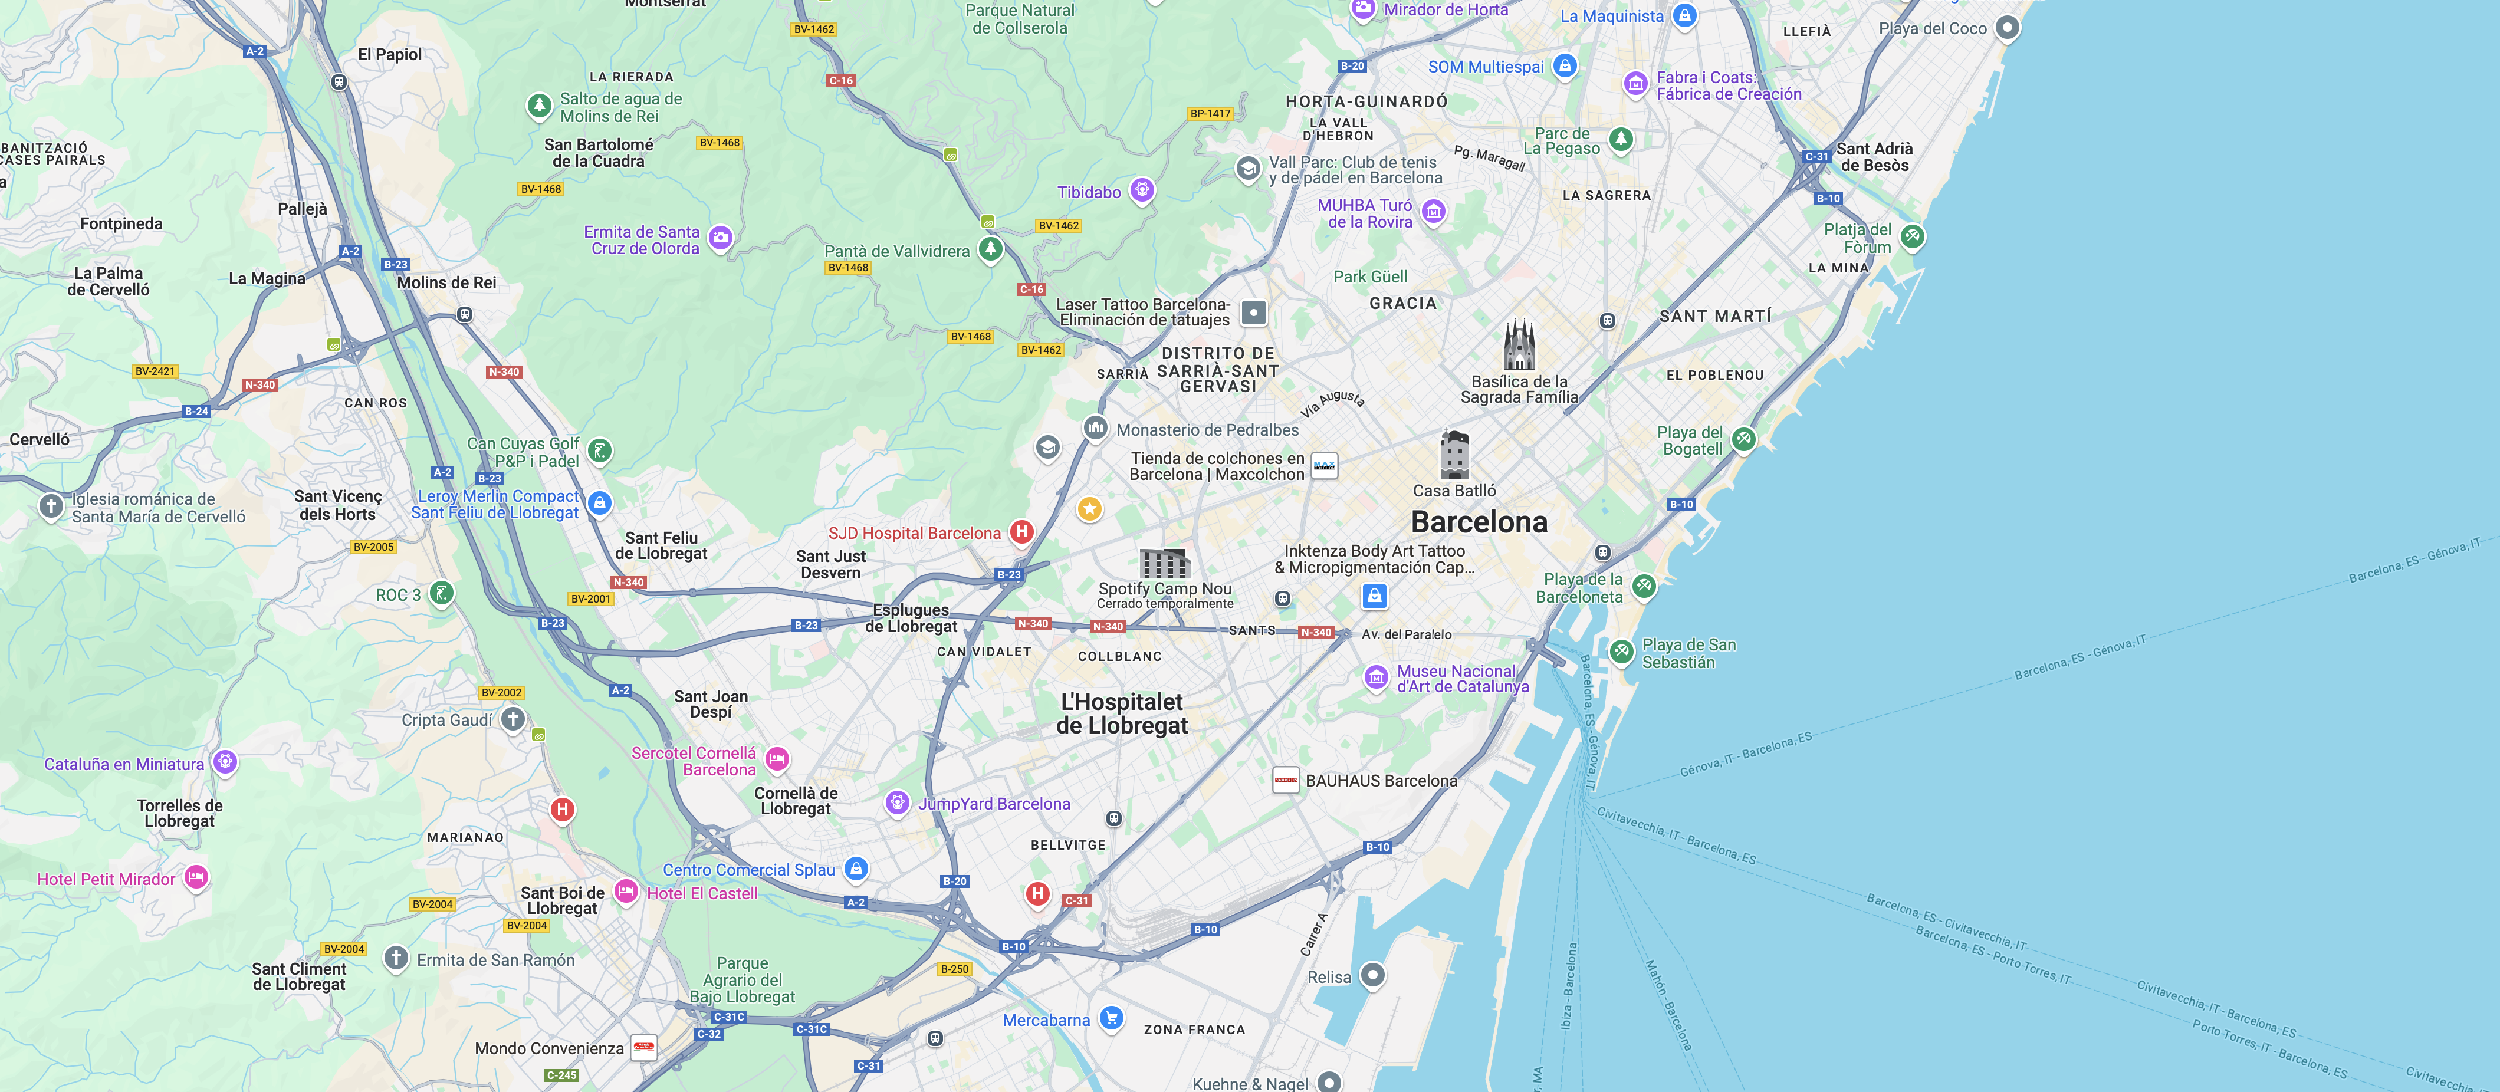 Montserrat
Parque Natural
de Collserola
Mirador de Horta
La Maquinista
LLEFIÀ
Playa del Coco
BV-1462
A-2
El Papiol
B-20
SOM Multiespai
LA RIERADA
C-16
Fabra i Coats:
Fábrica de Creación
Salto de agua de
Molins de Rei
HORTA-GUINARDÓ
BP-1417
LA VALL
D'HEBRON
Parc de
La Pegaso
BANITZACIÓ
CASES PAIRALS
San Bartolomé
de la Cuadra
BV-1468
Pg. Maragall
C-31
Sant Adrià
de Besòs
Vall Parc: Club de tenis
y de pádel en Barcelona
BV-1468
Tibidabo
LA SAGRERA
B-10
Pallejà
Fontpineda
MUHBA Turó
de la Rovira
Ermita de Santa
Cruz de Olorda
BV-1462
Platja del
Fòrum
A-2
Pantà de Vallvidrera
B-23
BV-1468
LA MINA
La Palma
de Cervelló
La Magina
Molins de Rei
Park Güell
C-16
GRACIA
Laser Tattoo Barcelona-
Eliminación de tatuajes
SANT MARTÍ
BV-1468
BV-1462
DISTRITO DE
SARRIÀ-SANT
GERVASI
SARRIÀ
BV-2421
N-340
N-340
EL POBLENOU
Basílica de la
Sagrada Família
CAN ROS
B-24
Via Augusta
Monasterio de Pedralbes
Cervelló
Can Cuyas Golf
P&P i Padel
Playa del
Bogatell
Tienda de colchones en
Barcelona | Maxcolchon
MAX
A-2
B-23
Casa Batlló
Iglesia románica de
Santa María de Cervelló
Sant Vicenç
dels Horts
Leroy Merlin Compact
Sant Feliu de Llobregat
B-10
Barcelona
SJD Hospital Barcelona
H
Sant Feliu
de Llobregat
BV-2005
Sant Just
Desvern
Inktenza Body Art Tattoo
& Micropigmentación Cap...
Barcelona, ES - Génova, IT
B-23
N-340
Spotify Camp Nou
Cerrado temporalmente
Playa de la
Barceloneta
ROC 3
BV-2001
Esplugues
de Llobregat
B-23
B-23
N-340
N-340
SANTS
N-340
Av. del Paralelo
Playa de San
Sebastián
CAN VIDALET
COLLBLANC
Barcelona, ES - Génova, IT
Barcelona, ES - Génova, IT
Museu Nacional
d'Art de Catalunya
A-2
BV-2002
Sant Joan
Despí
L'Hospitalet
de Llobregat
Cripta Gaudí
Génova, IT - Barcelona, ES
Sercotel Cornellá
Barcelona
Cataluña en Miniatura
BAUHAUS Barcelona
Cornellà de
Llobregat
JumpYard Barcelona
Torrelles de
Llobregat
H
MARIANAO
Civitavecchia, IT - Barcelona, ES
BELLVITGE
B-10
Centro Comercial Splau
Hotel Petit Mirador
B-20
Sant Boi de
Llobregat
Hotel El Castell
H
C-31
BV-2004
A-2
BV-2004
Carrer A
B-10
Barcelona, ES - Civitavecchia, IT
Barcelona, ES - Porto Torres, IT
BV-2004
B-10
Ermita de San Ramón
Sant Climent
de Llobregat
Parque
Agrario del
Bajo Llobregat
B-250
Relisa
Ibiza - Barcelona
Mahón - Barcelona
Civitavecchia, IT - Barcelona, ES
Porto Torres, IT - Barcelona, ES
C-31C
C-31C
C-32
Mercabarna
ZONA FRANCA
Mondo Convenienza
C-31
C-245
Kuehne & Nagel